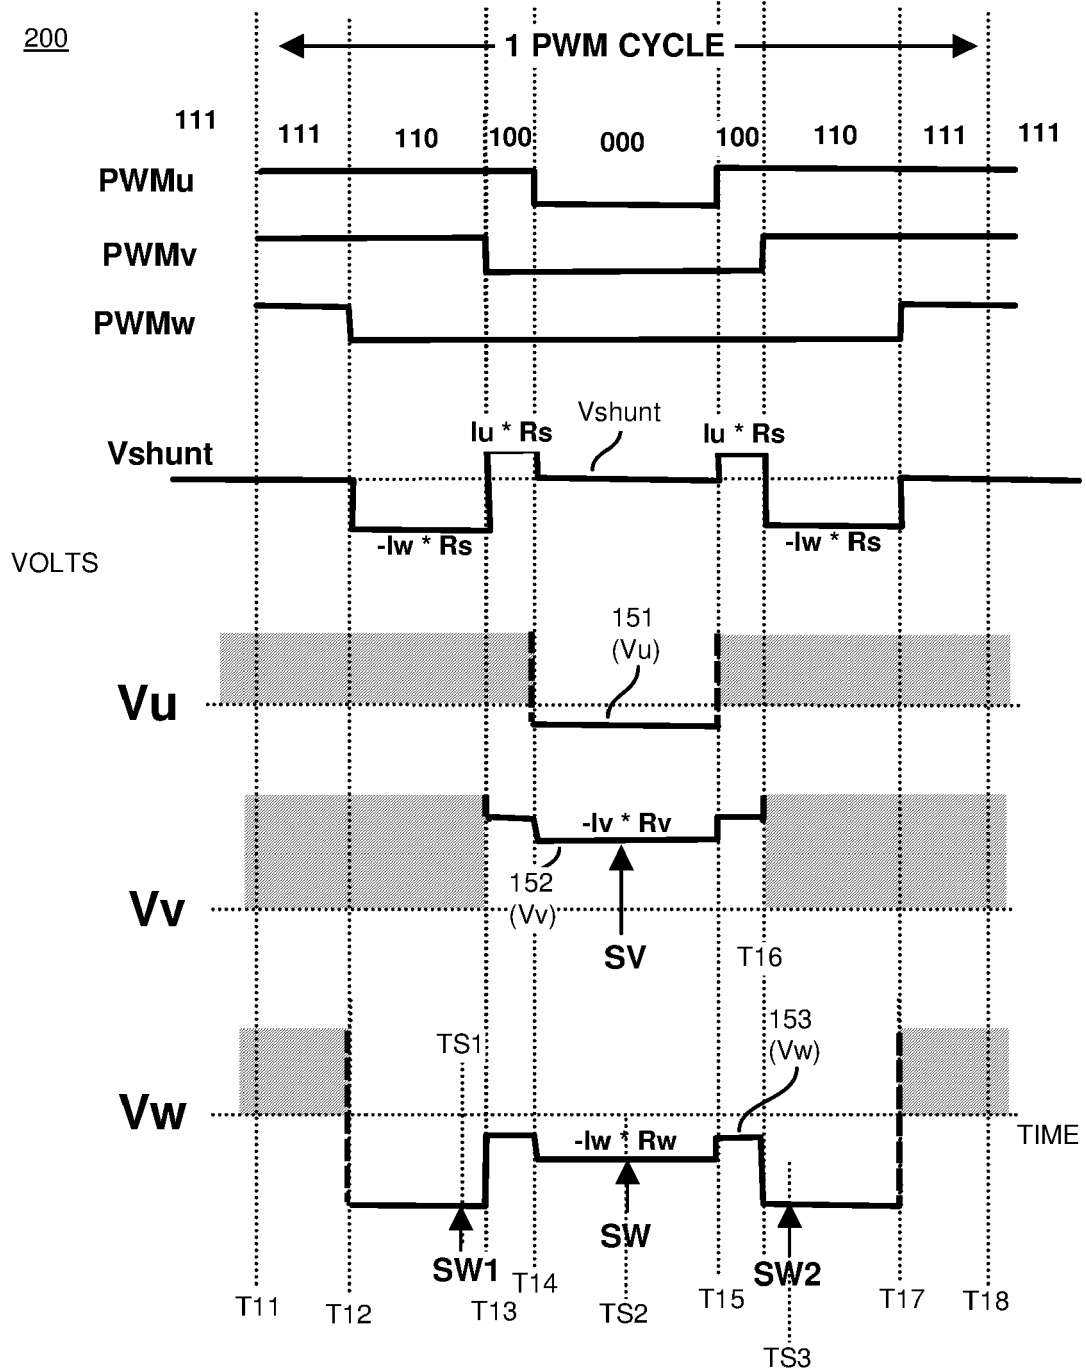 200
1 PWM CYCLE
111 111 110 100 000 100 110 111 111
PWMu
PWMv
PWMw
Vshunt
Iu * Rs Iu * Rs
Vshunt
-Iw * Rs -Iw * Rs
VOLTS
151
(Vu)
Vu
-Iv * Rv
152
(Vv)
Vv
SV
T16
TS1
153
(Vw)
Vw
TIME
-Iw * Rw
SW
SW1 SW2
T11 T12 T13 T14 TS2 T15 T17 T18
TS3